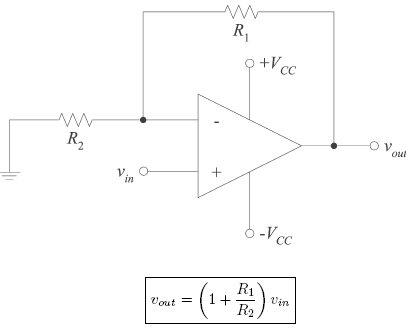 R1
+VCC
R2
-
vin
+
vout
-VCC
vout = (1 + R1/R2) vin